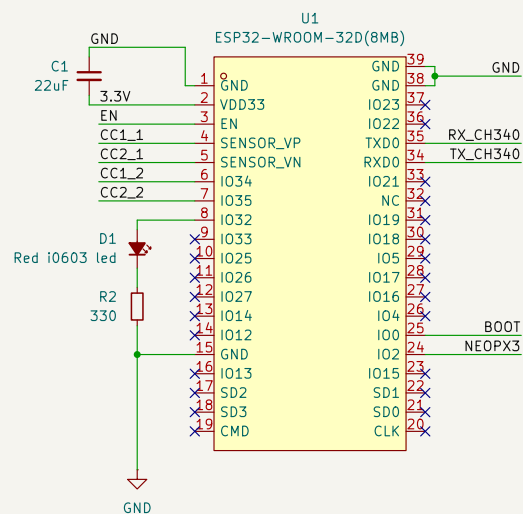 U1
ESP32-WROOM-32D(8MB)
GND
C1
22uF
3.3V
EN
CC1_1
CC2_1
CC1_2
CC2_2
D1
Red i0603 led
R2
330
GND
1 GND
2 VDD33
3 EN
4 SENSOR_VP
5 SENSOR_VN
6 IO34
7 IO35
8 IO32
9 IO33
10 IO25
11 IO26
12 IO27
13 IO14
14 IO12
15 GND
16 IO13
17 SD2
18 SD3
19 CMD
GND 39
GND 38
IO23 37
IO22 36
TXD0 35
RXD0 34
IO21 33
NC 32
IO19 31
IO18 30
IO5 29
IO17 28
IO16 27
IO4 26
IO0 25
IO2 24
IO15 23
SD1 22
SD0 21
CLK 20
GND
RX_CH340
TX_CH340
BOOT
NEOPX3